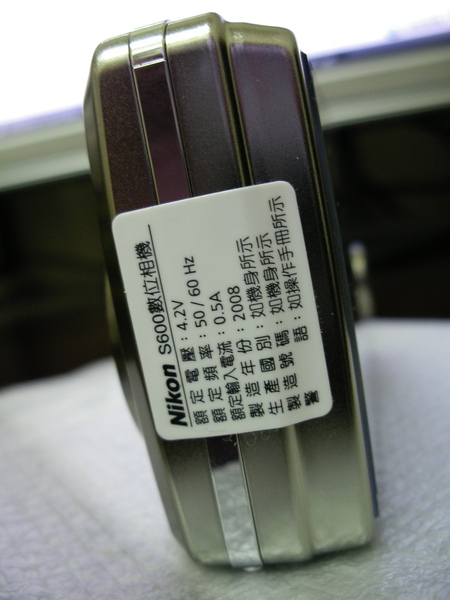 Nikon S600數位相機
額定電壓：4.2V
額定頻率：50 / 60 Hz
額定輸入電流：0.5A
製造年份：2008
生產國別：如機身所示
製造號碼：如機身所示
警語：如操作手冊所示